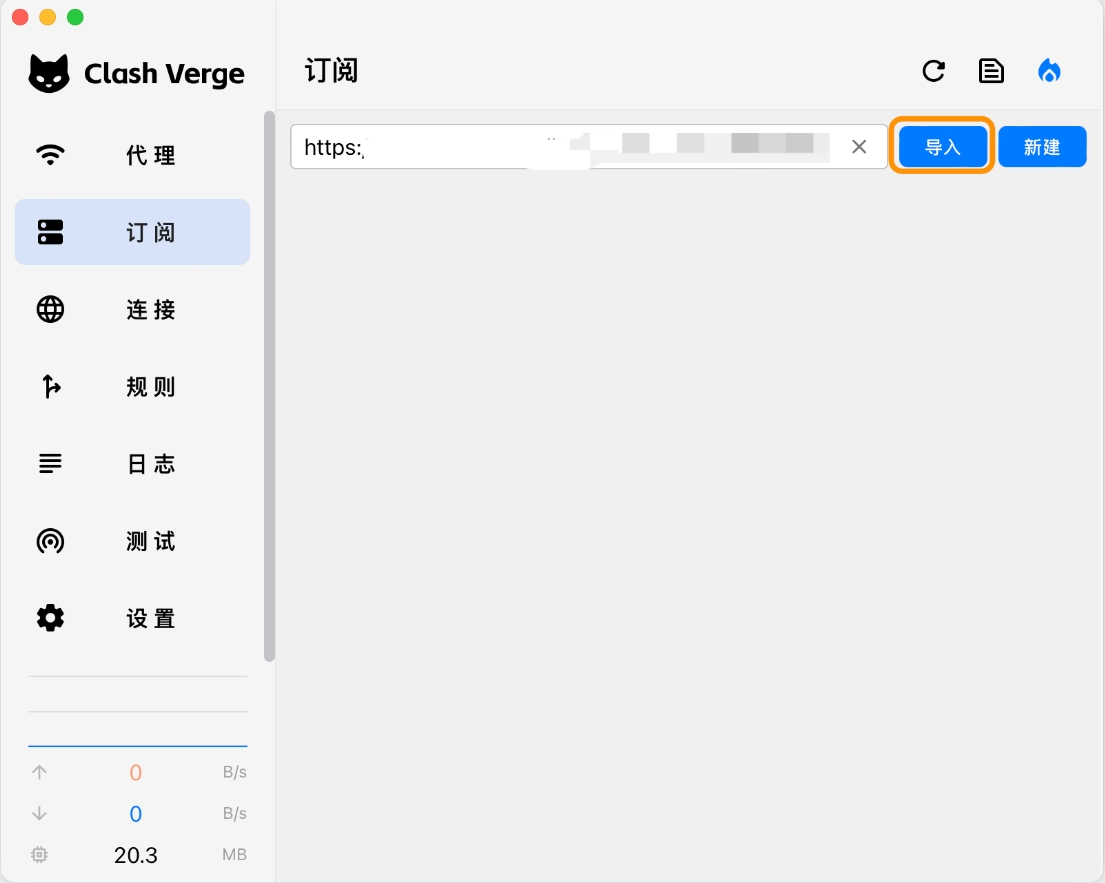 Clash Verge
订阅
代理
https:
导入
新建
订阅
连接
规则
日志
测试
设置
0 B/s
0 B/s
20.3 MB